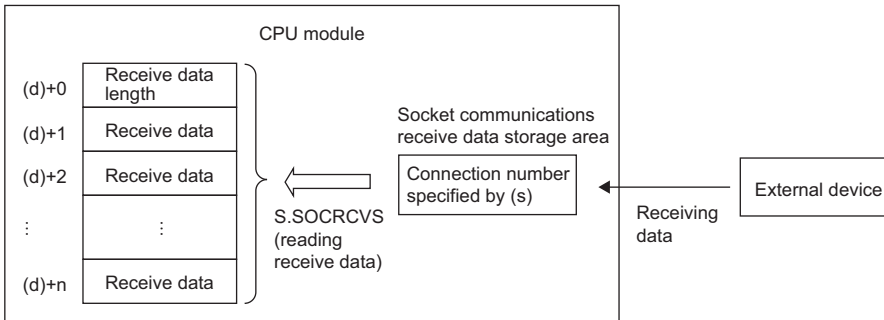 CPU module
(d)+0
Receive data
length
(d)+1
Receive data
(d)+2
Receive data
⋮
⋮
(d)+n
Receive data
S.SOCRCVS
(reading
receive data)
Socket communications
receive data storage area
Connection number
specified by (s)
Receiving
data
External device